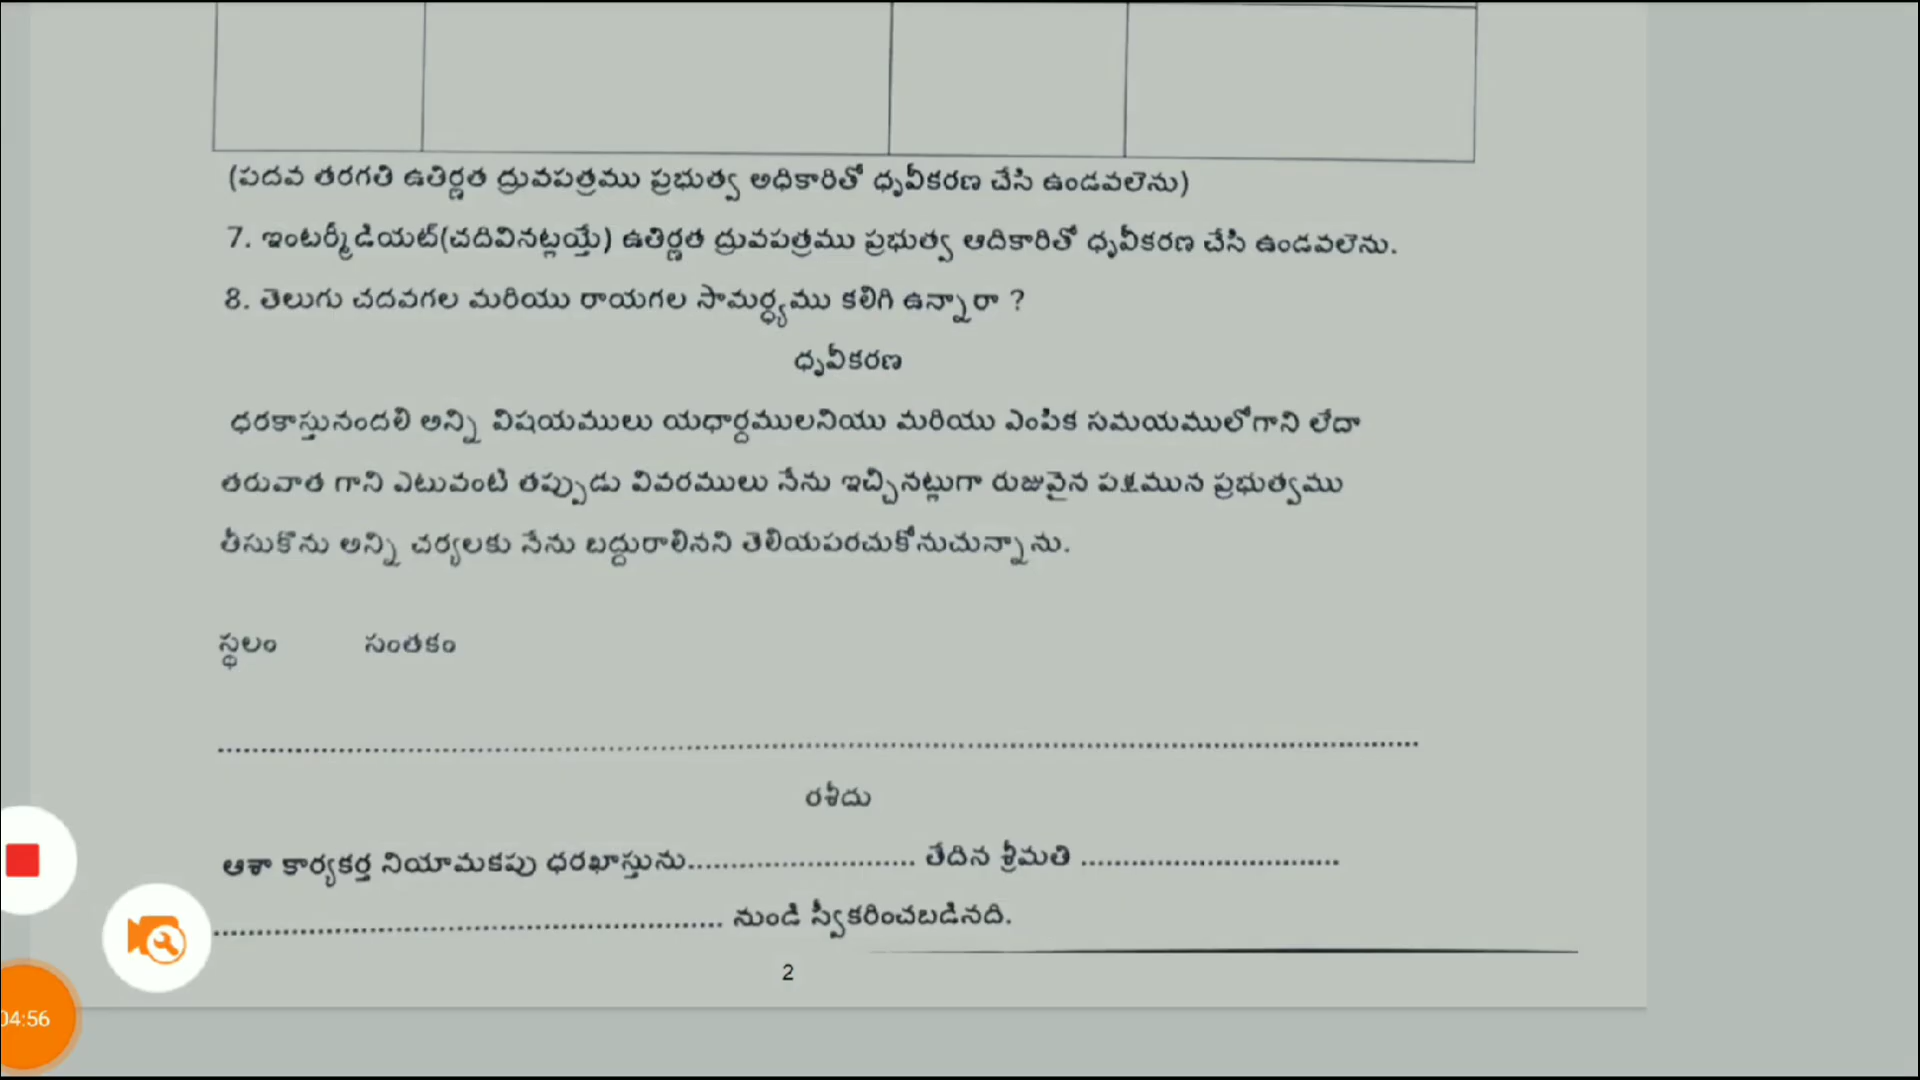 (పదవ తరగతి ఉతిర్ణత ద్రువపత్రము ప్రభుత్వ అధికారితో ధృవీకరణ చేసి ఉండవలెను)
7. ఇంటర్మీడియట్(చదివినట్లయ్తే) ఉతిర్ణత ద్రువపత్రము ప్రభుత్వ ఆదికారితో ధృవీకరణ చేసి ఉండవలెను.
8. తెలుగు చదవగల మరియు రాయగల సామర్ధ్యము కలిగి ఉన్నారా ?
ధృవీకరణ
ధరకాస్తునందలి అన్ని విషయములు యధార్దములనియు మరియు ఎంపిక సమయములోగాని లేదా
తరువాత గాని ఎటువంటి తప్పుడు వివరములు నేను ఇచ్చినట్లుగా రుజువైన పక్షమున ప్రభుత్వము
తీసుకొను అన్ని చర్యలకు నేను బద్దురాలినని తెలియపరచుకోనుచున్నాను.
స్థలం సంతకం
రశీదు
ఆశా కార్యకర్త నియామకపు ధరఖాస్తును.......................... తేదిన శ్రీమతి ..............................
........................................................... నుండి స్వీకరించబడినది.
2
04:56